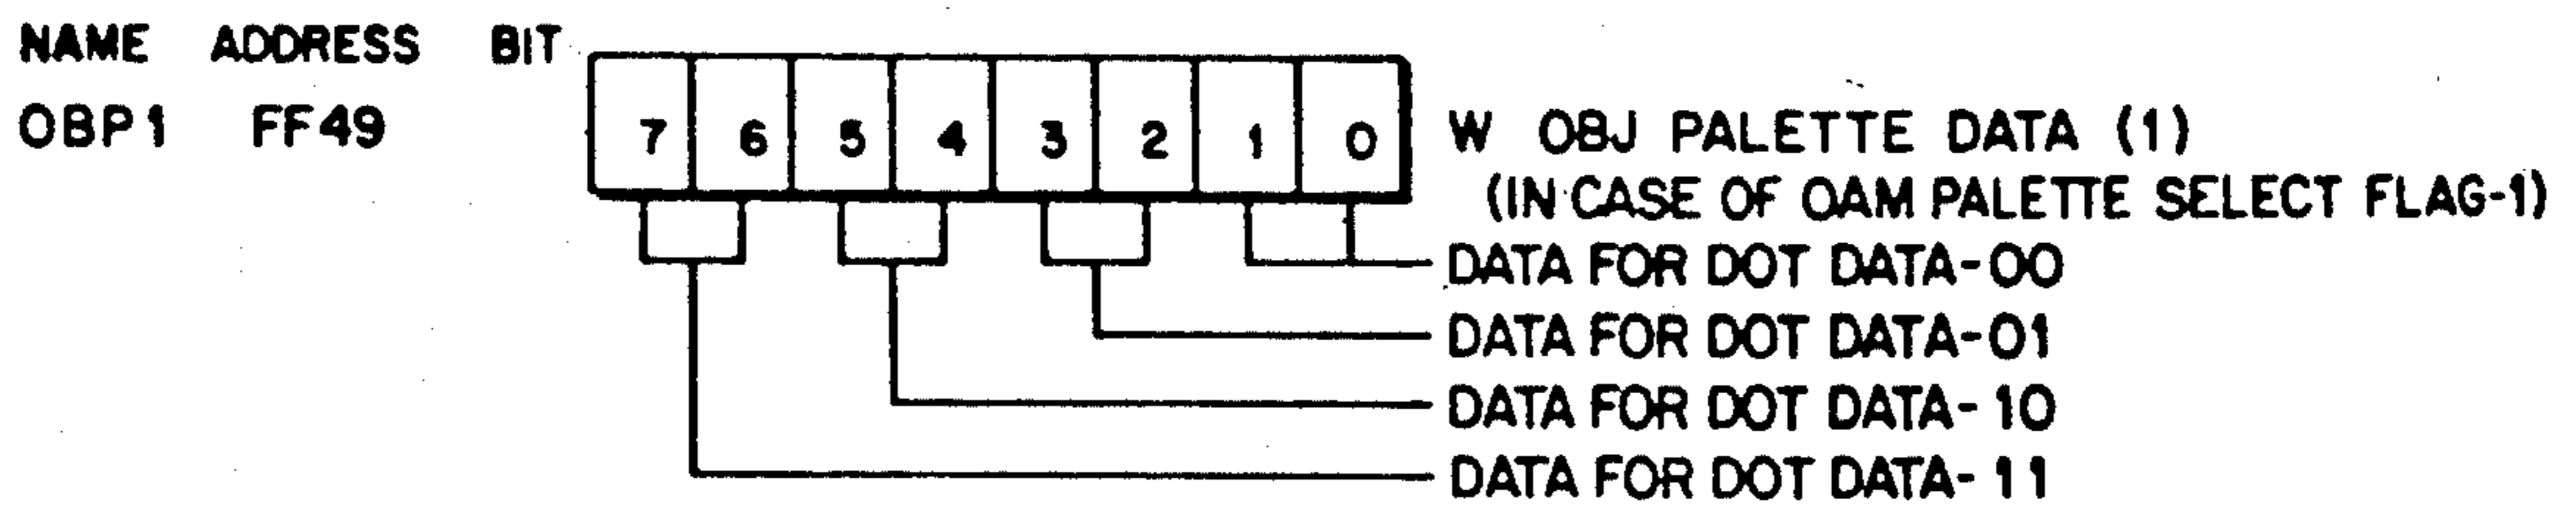 NAME ADDRESS BIT
OBP1 FF49 7 6 5 4 3 2 1 0 W OBJ PALETTE DATA (1)
(IN CASE OF OAM PALETTE SELECT FLAG-1)
DATA FOR DOT DATA-00
DATA FOR DOT DATA-01
DATA FOR DOT DATA-10
DATA FOR DOT DATA-11